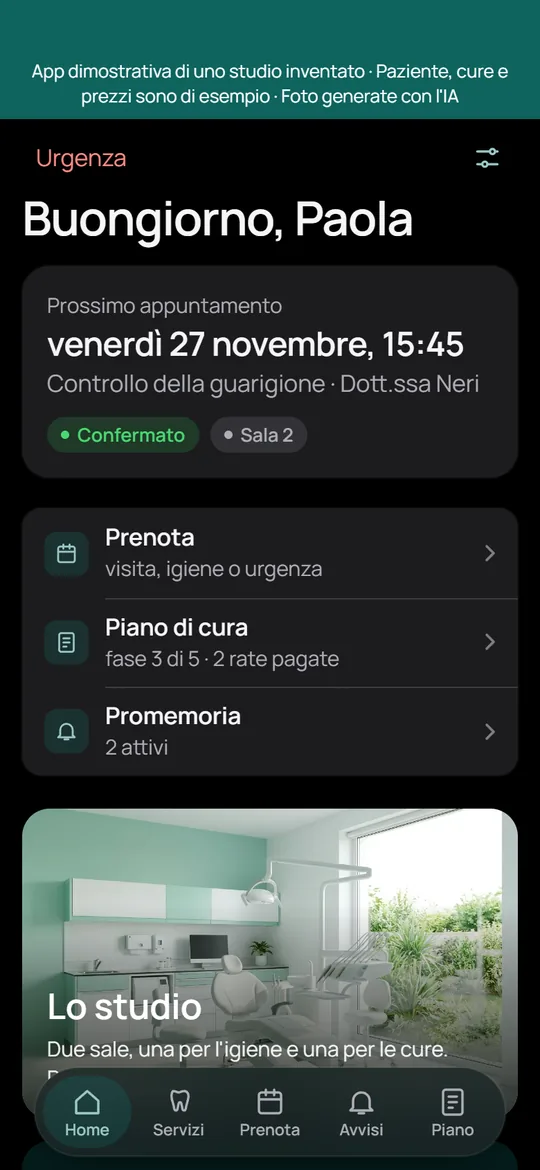 App dimostrativa di uno studio inventato · Paziente, cure e
prezzi sono di esempio · Foto generate con l'IA
Urgenza
Buongiorno, Paola
Prossimo appuntamento
venerdì 27 novembre, 15:45
Controllo della guarigione · Dott.ssa Neri
Confermato
Sala 2
Prenota
visita, igiene o urgenza
Piano di cura
fase 3 di 5 · 2 rate pagate
Promemoria
2 attivi
Lo studio
Due sale, una per l'igiene e una per le cure.
Home
Servizi
Prenota
Avvisi
Piano